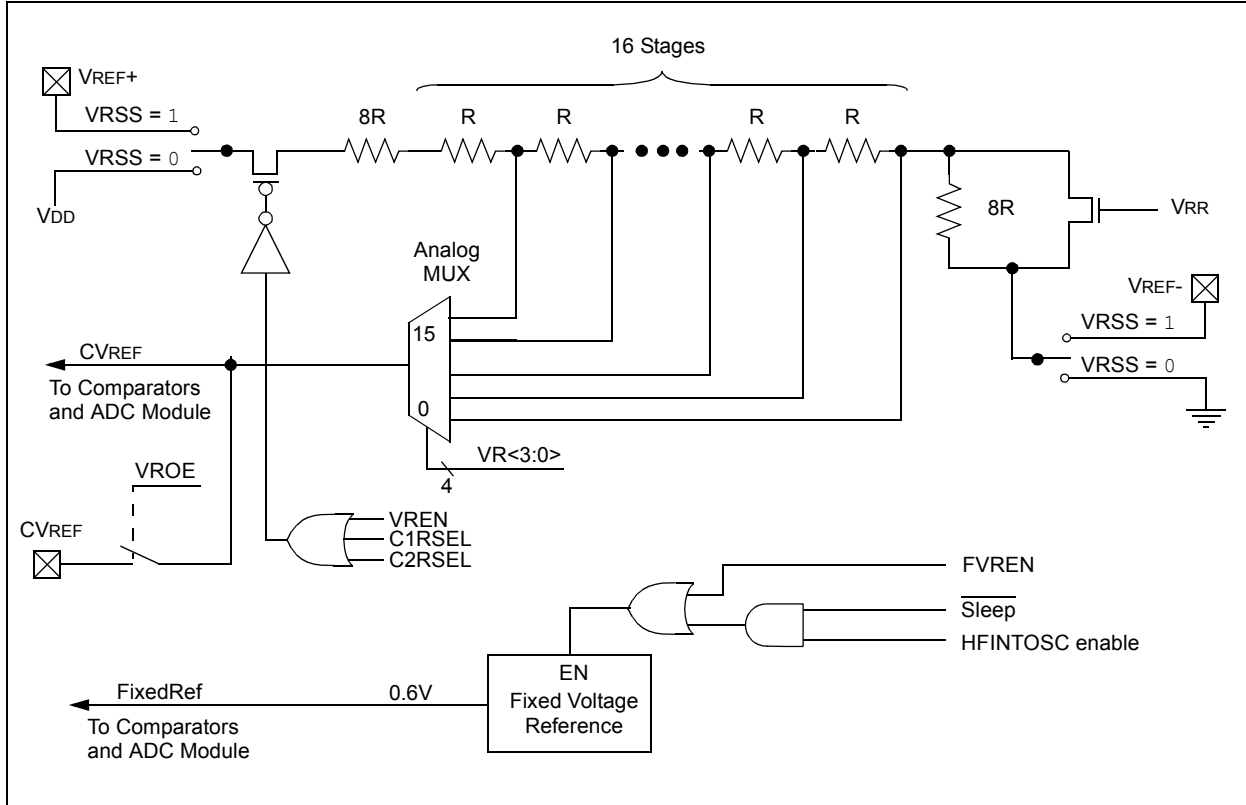 16 Stages
VREF+
VRSS = 1
8R
R
R
R
R
VRSS = 0
VDD
8R
VRR
Analog
MUX
VREF-
15
VRSS = 1
CVREF
VRSS = 0
To Comparators
and ADC Module
0
VR<3:0>
4
VROE
CVREF
VREN
C1RSEL
C2RSEL
FVREN
Sleep
HFINTOSC enable
EN
FixedRef
0.6V
Fixed Voltage
Reference
To Comparators
and ADC Module